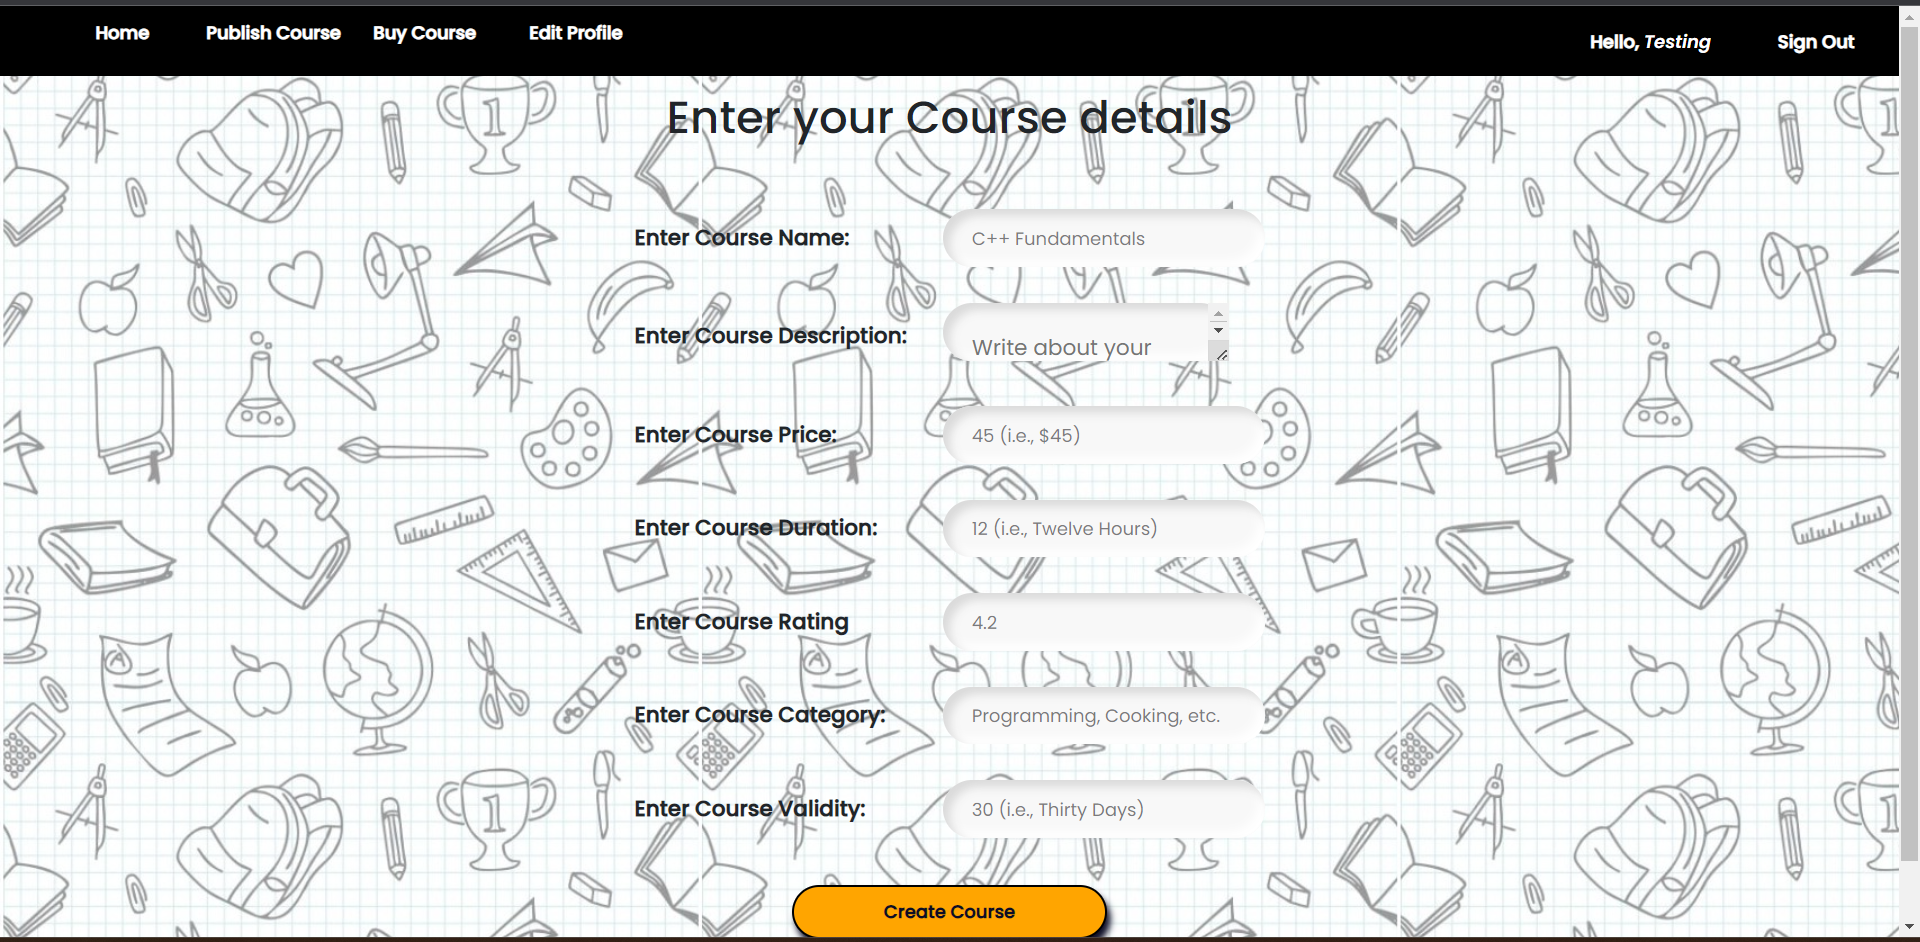 Home Publish Course Buy Course Edit Profile Hello, Testing Sign Out
Enter your Course details
Enter Course Name: C++ Fundamentals
Enter Course Description: Write about your
Enter Course Price: 45 (i.e., $45)
Enter Course Duration: 12 (i.e., Twelve Hours)
Enter Course Rating 4.2
Enter Course Category: Programming, Cooking, etc.
Enter Course Validity: 30 (i.e., Thirty Days)
Create Course